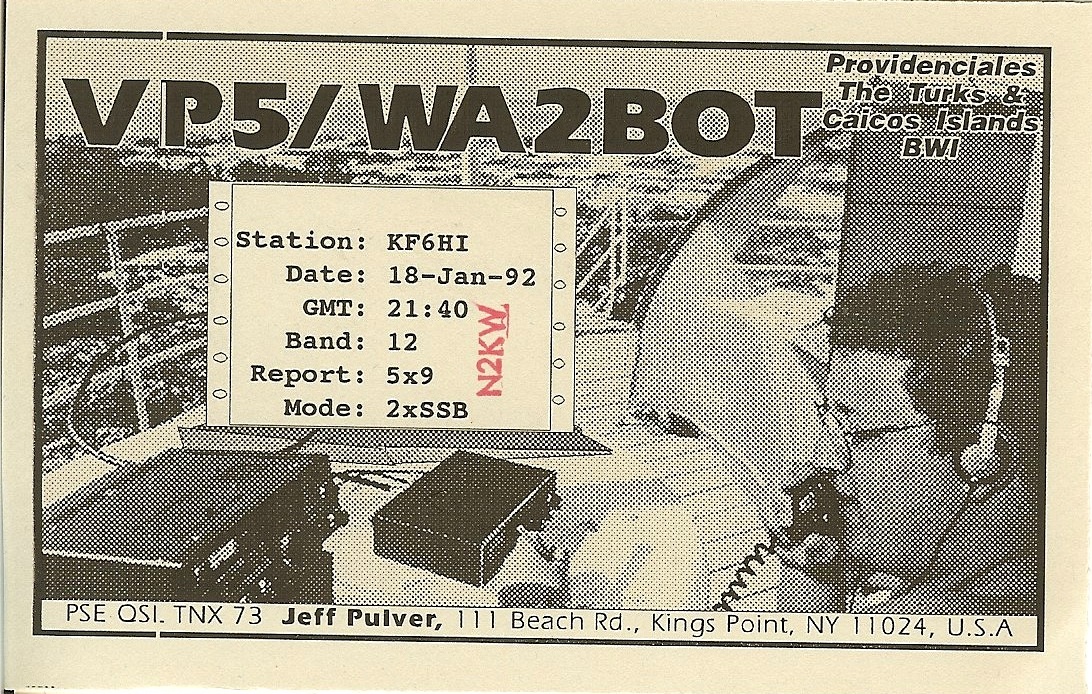 VP5/WA2BOT
Providenciales
The Turks &
Caicos Islands
BWI
Station: KF6HI
Date: 18-Jan-92
GMT: 21:40
Band: 12
Report: 5x9
Mode: 2xSSB
N2KW
PSE QSL TNX 73 Jeff Pulver, 111 Beach Rd., Kings Point, NY 11024, U.S.A